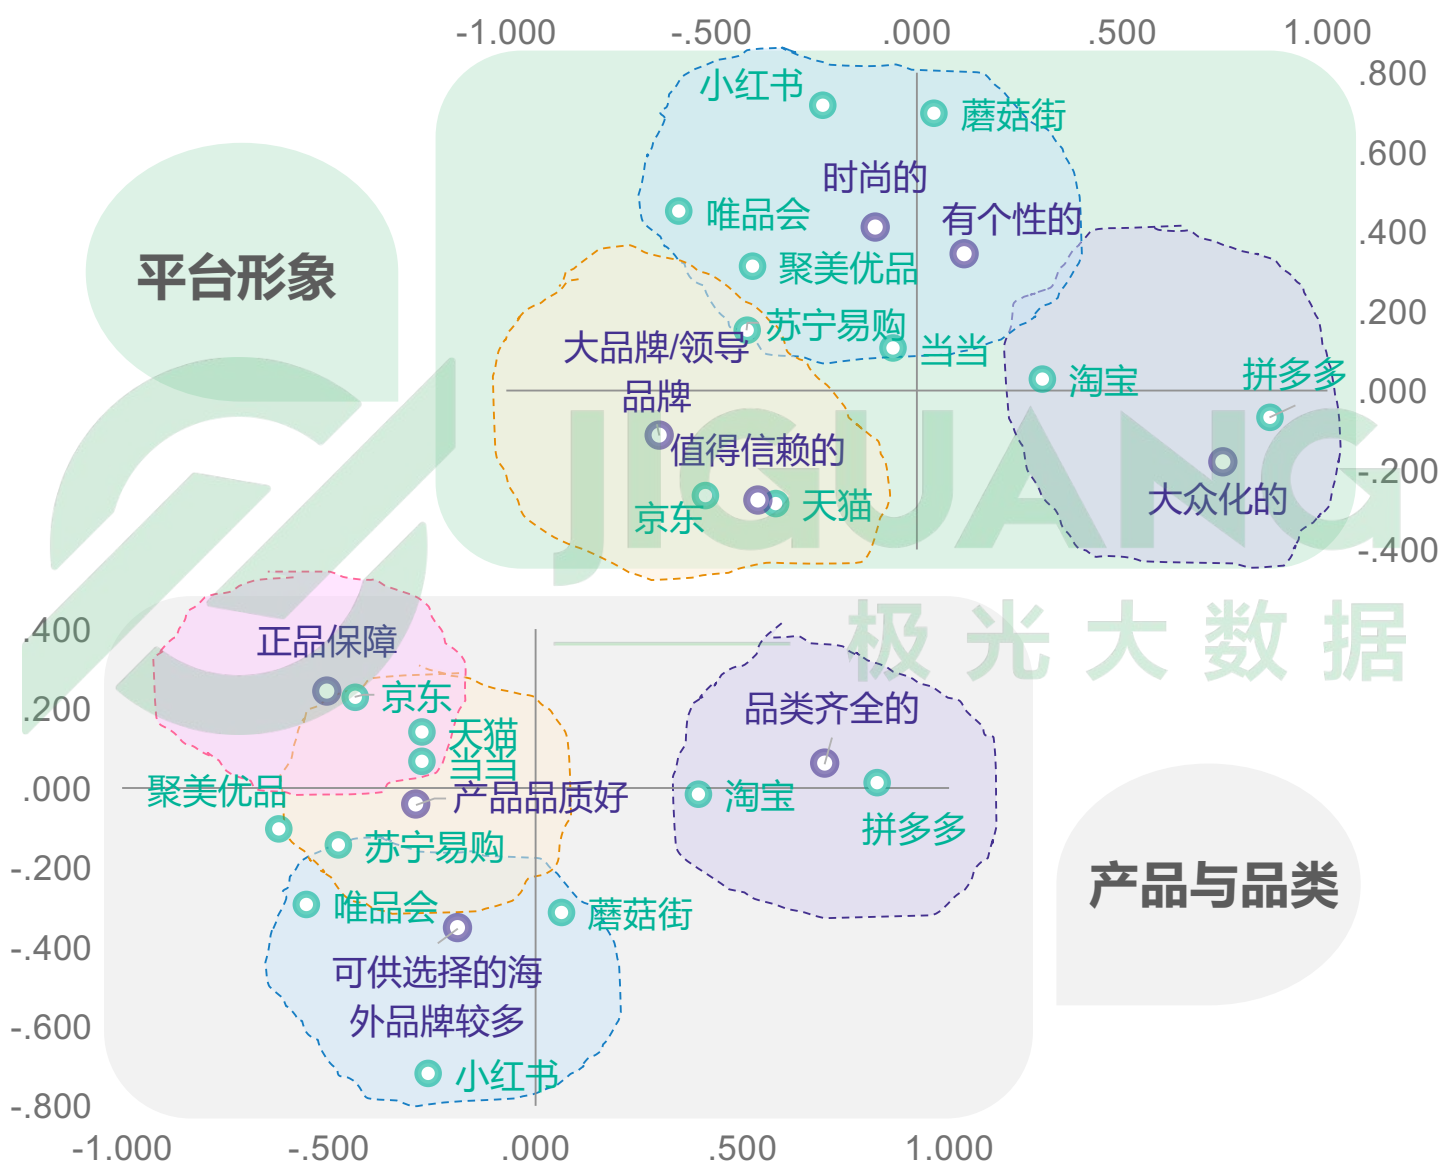 -1.000 -.500 .000 .500 1.000
.800
小红书
蘑菇街
.600
时尚的
有个性的
唯品会
.400
平台形象
聚美优品
.200
苏宁易购
大品牌/领导
品牌
当当
淘宝
拼多多
.000
值得信赖的
JIGUANG
-.200
大众化的
京东
天猫
-.400
极光大数据
.400
正品保障
京东
.200
品类齐全的
天猫
当当
.000
聚美优品
产品品质好
淘宝
拼多多
苏宁易购
-.200
产品与品类
唯品会
蘑菇街
-.400
可供选择的海
外品牌较多
-.600
小红书
-.800
-1.000 -.500 .000 .500 1.000